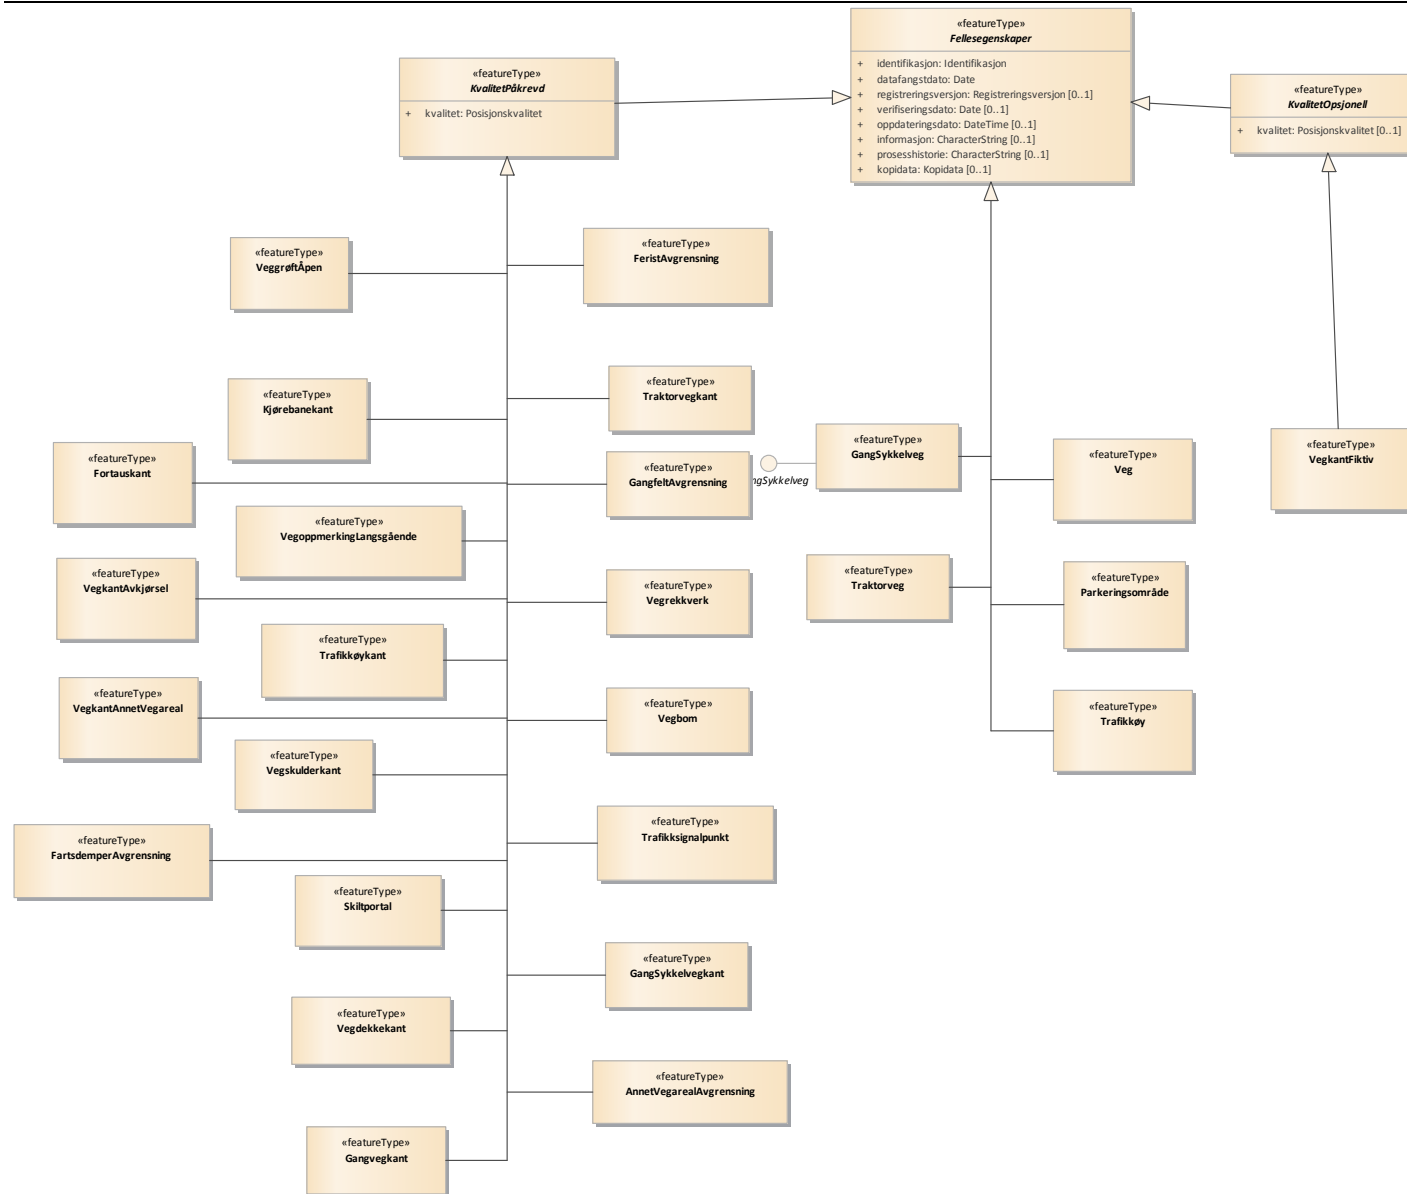 «featureType»
Fellesegenskaper
+ identifikasjon: Identifikasjon
+ datafangstdato: Date
+ registreringsversjon: Registreringsversjon [0..1]
+ verifiseringsdato: Date [0..1]
+ oppdateringsdato: DateTime [0..1]
+ informasjon: CharacterString [0..1]
+ prosesshistorie: CharacterString [0..1]
+ kopidata: Kopidata [0..1]
«featureType»
KvalitetPåkrevd
+ kvalitet: Posisjonskvalitet
«featureType»
KvalitetOpsjonell
+ kvalitet: Posisjonskvalitet [0..1]
«featureType»
VeggrøftÅpen
«featureType»
FeristAvgrensning
«featureType»
Kjørebanekant
«featureType»
Traktorvegkant
«featureType»
Fortauskant
«featureType»
GangfeltAvgrensning
ngSykkelveg
«featureType»
GangSykkelveg
«featureType»
Veg
«featureType»
VegkantFiktiv
«featureType»
VegoppmerkingLangsgående
«featureType»
VegkantAvkjørsel
«featureType»
Vegrekkverk
«featureType»
Traktorveg
«featureType»
Parkeringsområde
«featureType»
Trafikkøykant
«featureType»
VegkantAnnetVegareal
«featureType»
Vegbom
«featureType»
Trafikkøy
«featureType»
Vegskulderkant
«featureType»
FartsdemperAvgrensning
«featureType»
Trafikksignalpunkt
«featureType»
Skiltportal
«featureType»
GangSykkelvegkant
«featureType»
Vegdekkekant
«featureType»
AnnetVegarealAvgrensning
«featureType»
Gangvegkant